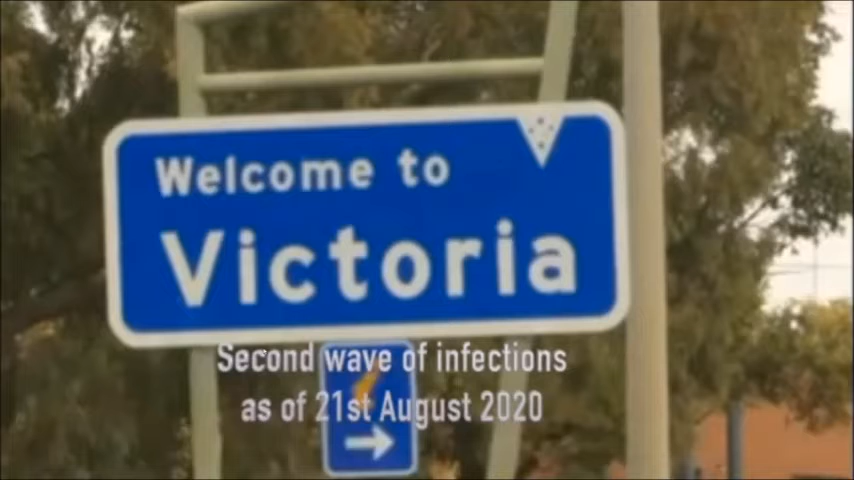 Welcome to
Victoria
Second wave of infections
as of 21st August 2020